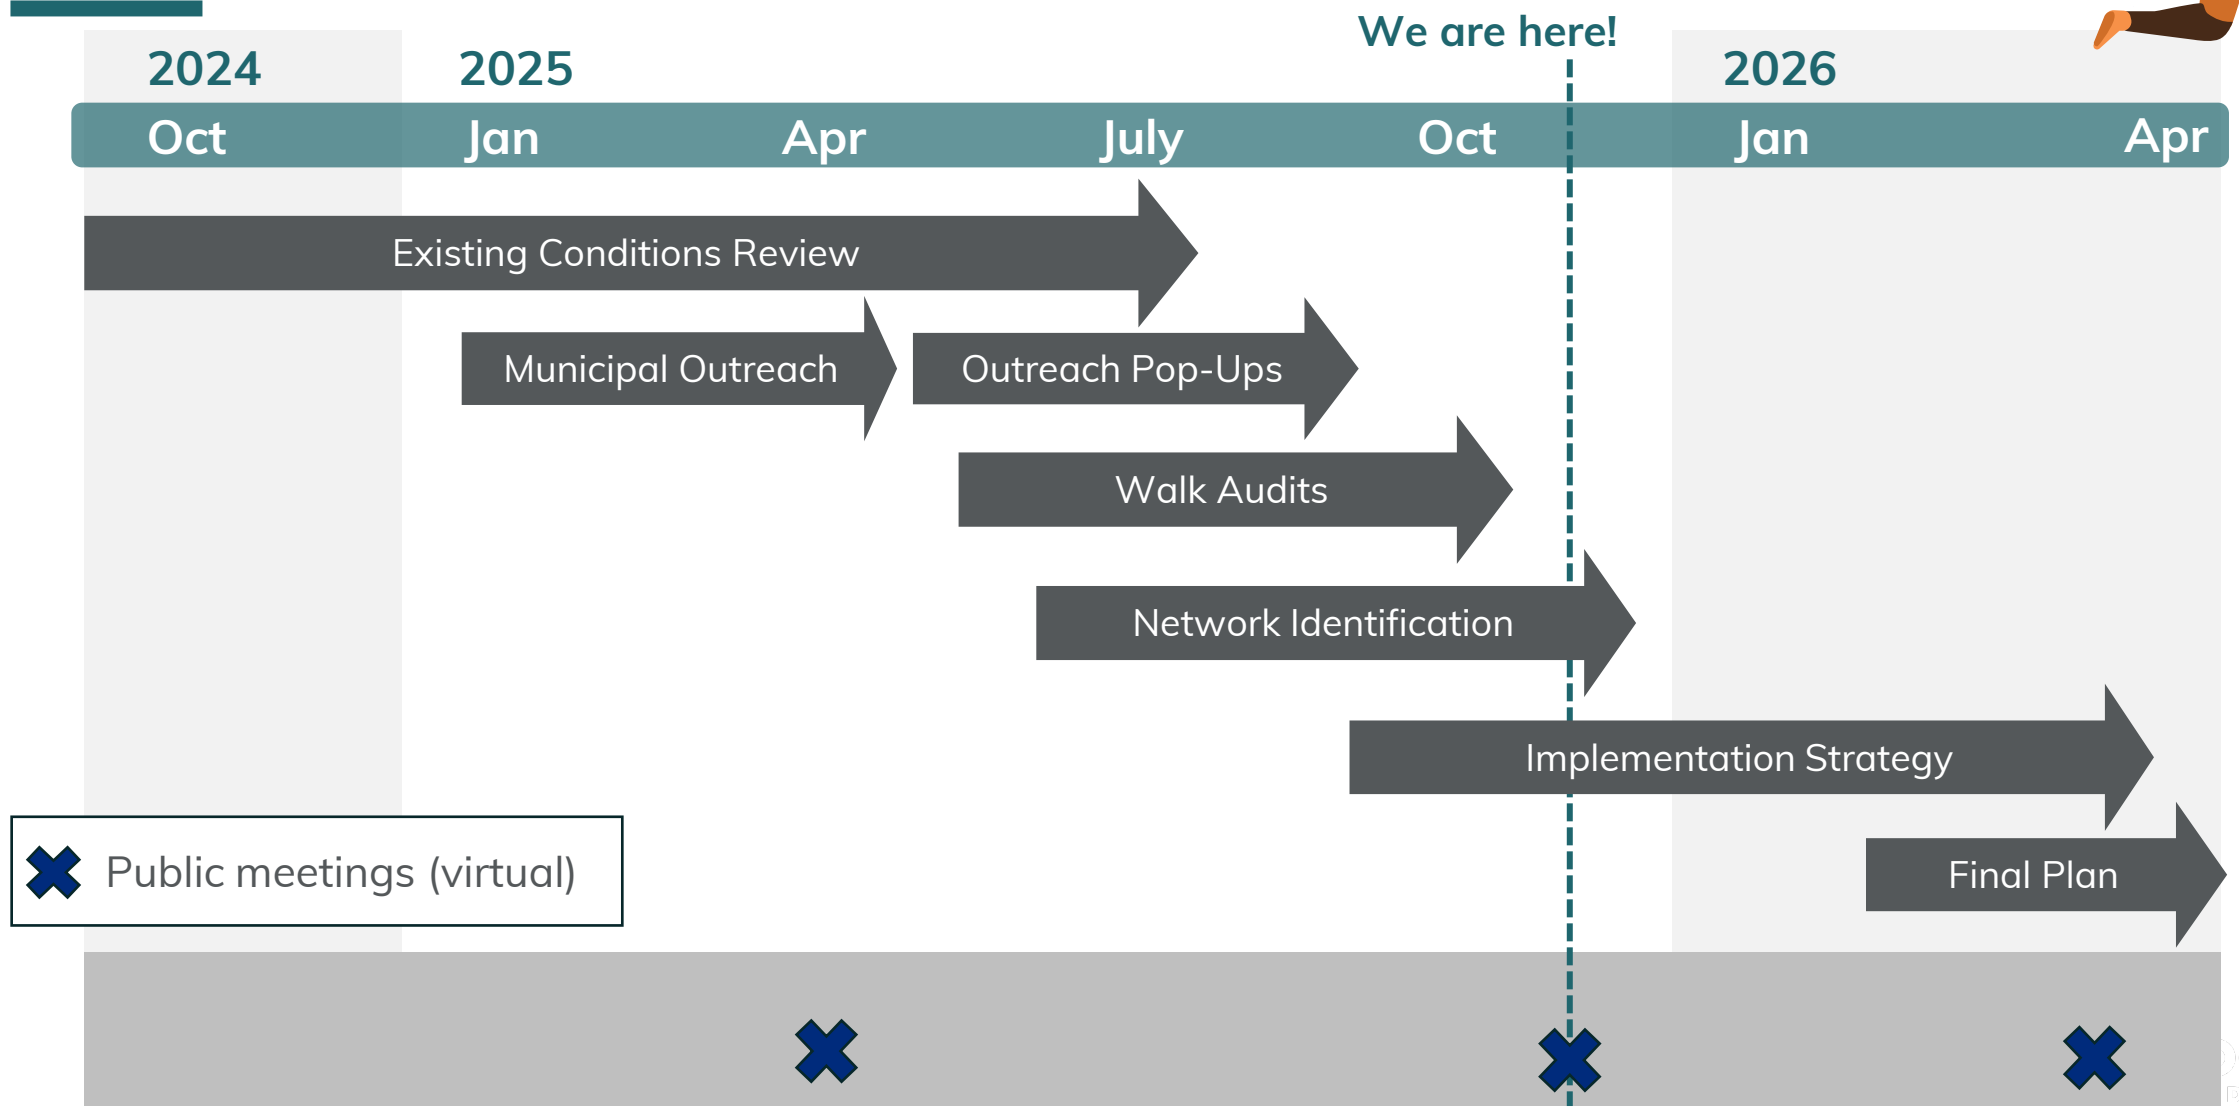 We are here!
2024
2025
2026
Oct
Jan
Apr
July
Oct
Jan
Apr
Existing Conditions Review
Municipal Outreach
Outreach Pop-Ups
Walk Audits
Network Identification
Implementation Strategy
Final Plan
Public meetings (virtual)